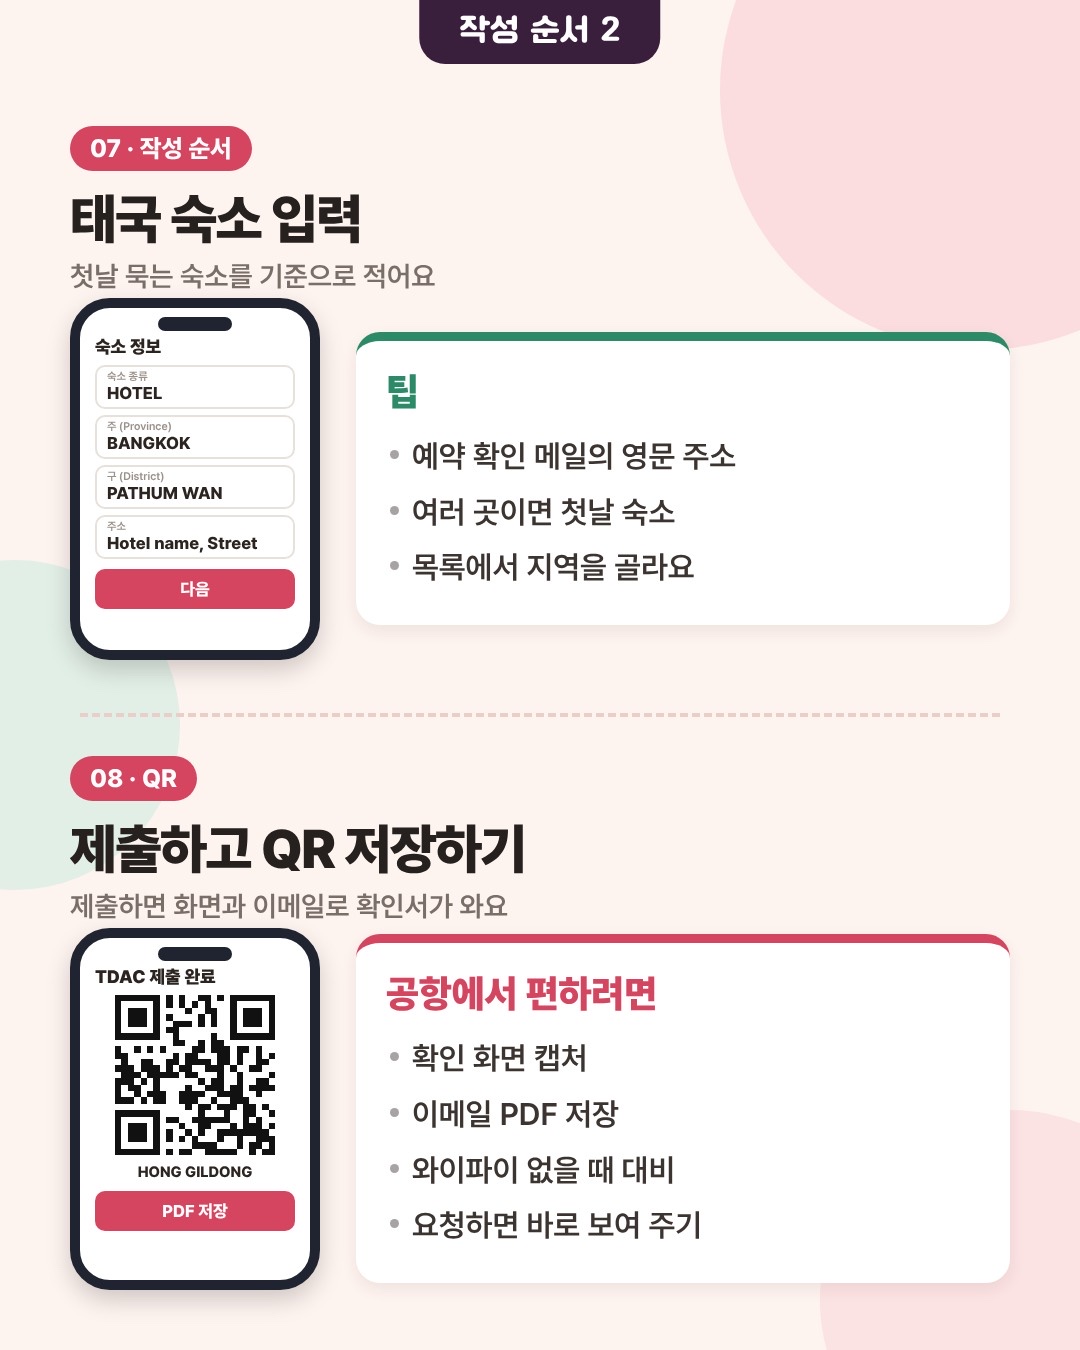 작성 순서 2
07 · 작성 순서
태국 숙소 입력
첫날 묵는 숙소를 기준으로 적어요
숙소 정보
숙소 종류
HOTEL
주 (Province)
BANGKOK
구 (District)
PATHUM WAN
주소
Hotel name, Street
다음
팁
• 예약 확인 메일의 영문 주소
• 여러 곳이면 첫날 숙소
• 목록에서 지역을 골라요
08 · QR
제출하고 QR 저장하기
제출하면 화면과 이메일로 확인서가 와요
TDAC 제출 완료
HONG GILDONG
PDF 저장
공항에서 편하려면
• 확인 화면 캡처
• 이메일 PDF 저장
• 와이파이 없을 때 대비
• 요청하면 바로 보여 주기